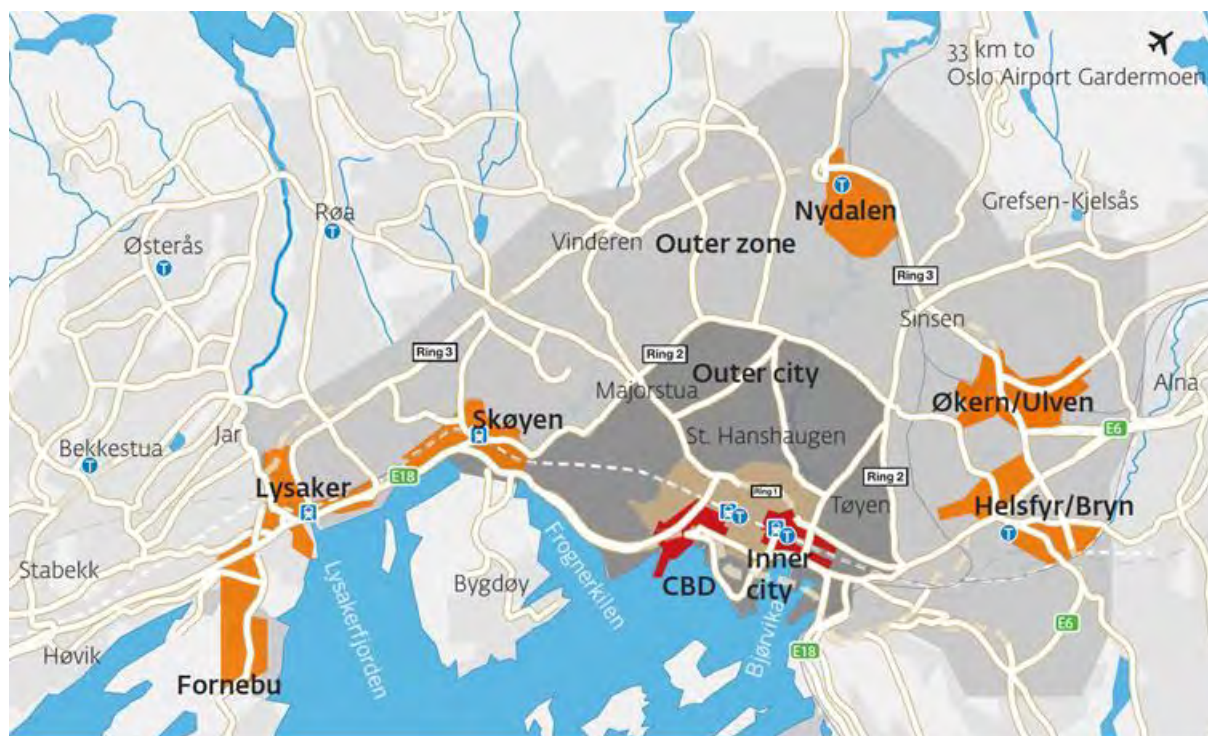 33 km to
Oslo Airport Gardermoen
T
Nydalen
Grefsen-Kjelsås
Røa
T
Østerås
T
Vinderen
Outer zone
Ring 3
Sinsen
Ring 3
Ring 2
Outer city
Majorstua
Alna
Økern/Ulven
Skøyen
E6
Jar
St. Hanshaugen
Bekkestua
T
E18
Ring 2
Lysaker
Ring 1
Tøyen
Helsfyr/Bryn
T
T
T
Stabekk
Lysakerfjorden
Bygdøy
Frognerkilen
CBD
Inner
city
Bjørvika
E6
Høvik
E18
Fornebu